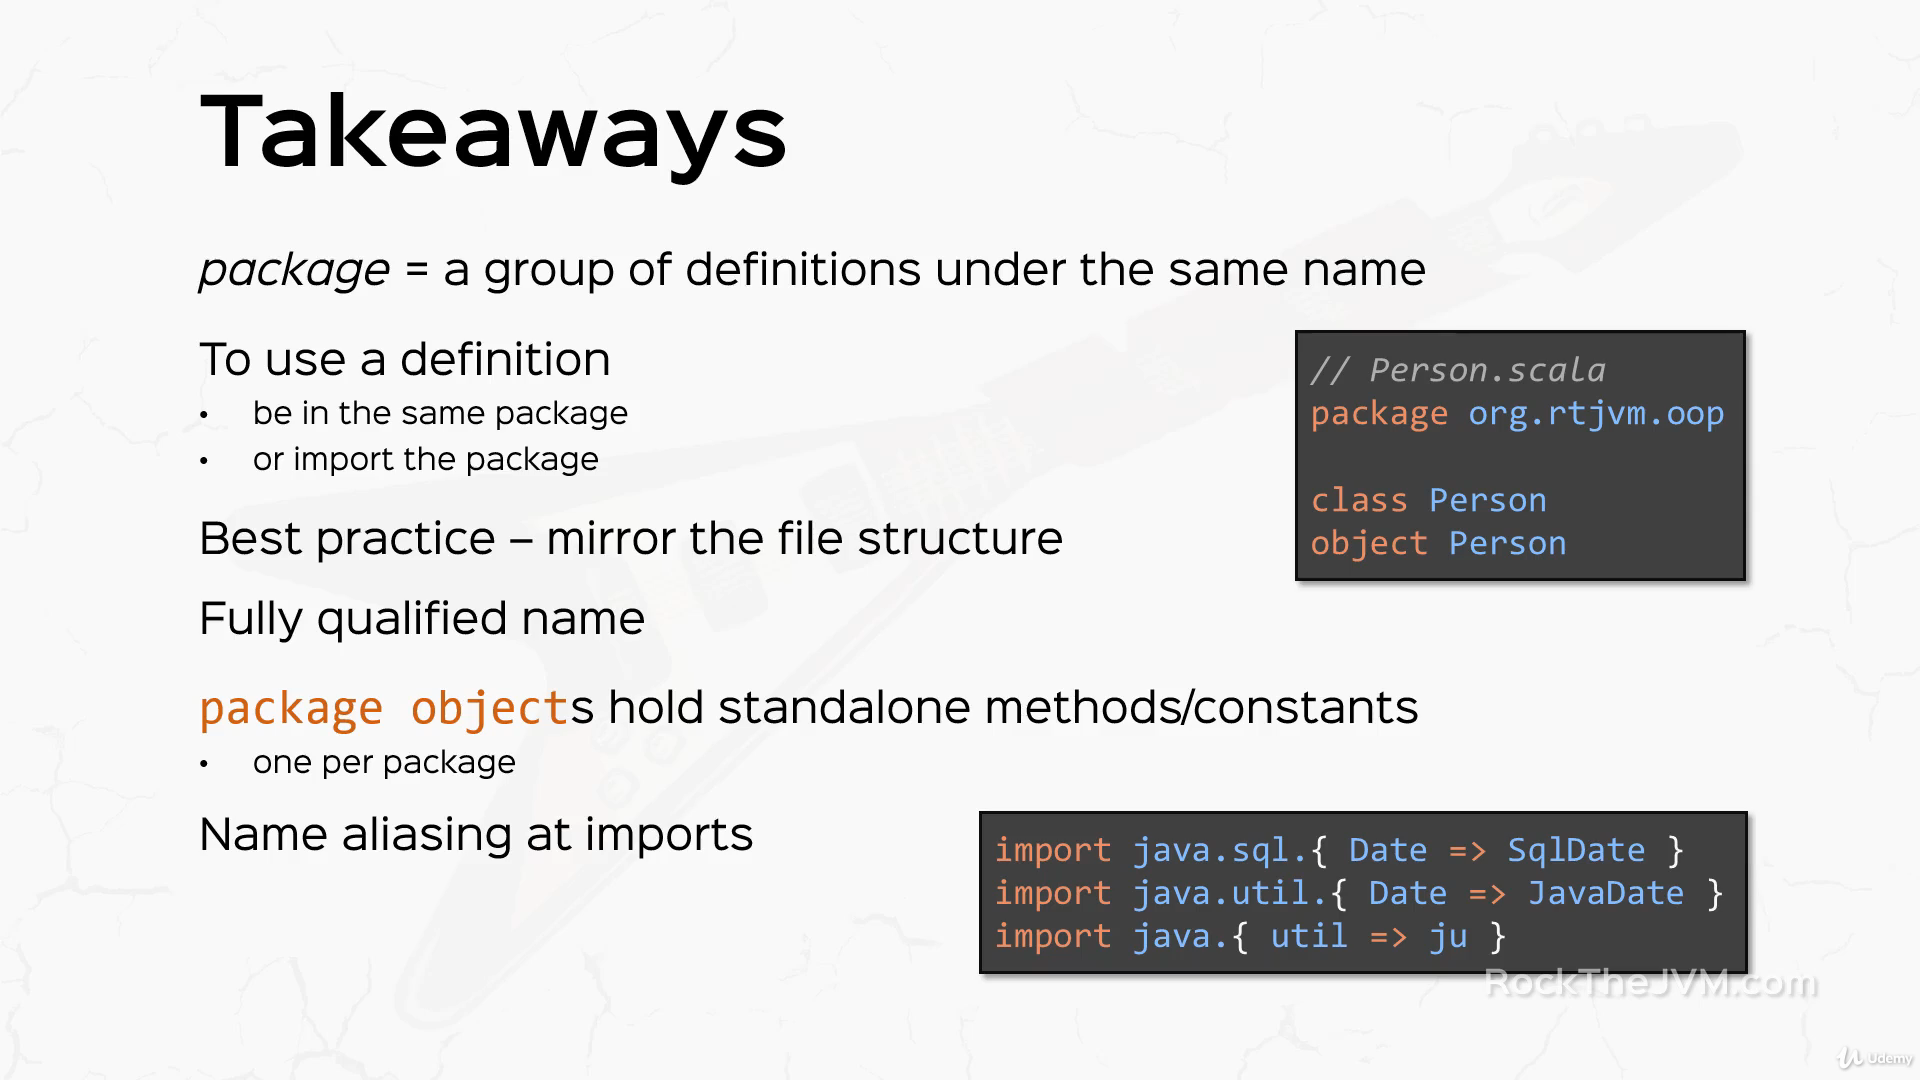 Takeaways
package = a group of definitions under the same name
To use a definition
• be in the same package
• or import the package
// Person.scala
package org.rtjvm.oop
class Person
object Person
Best practice – mirror the file structure
Fully qualified name
package objects hold standalone methods/constants
• one per package
Name aliasing at imports
import java.sql.{ Date => SqlDate }
import java.util.{ Date => JavaDate }
import java.{ util => ju }
RockTheJVM.com
Udemy